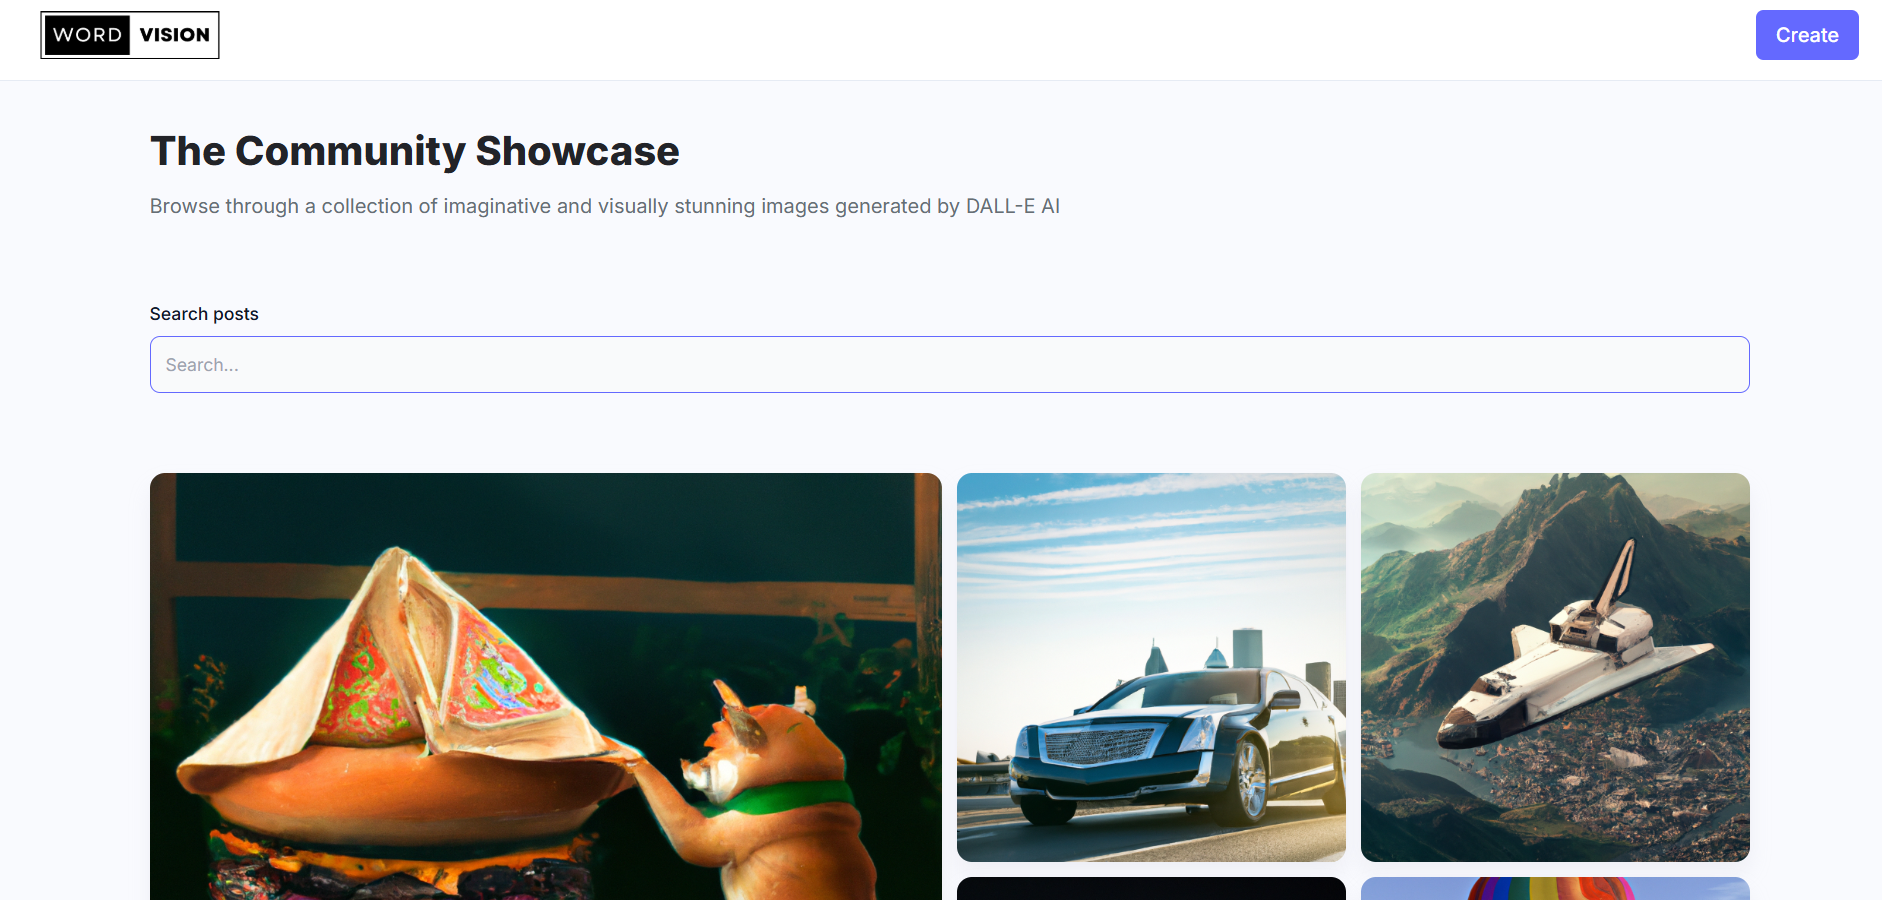 WORD VISION
Create
The Community Showcase
Browse through a collection of imaginative and visually stunning images generated by DALL-E AI
Search posts
Search...